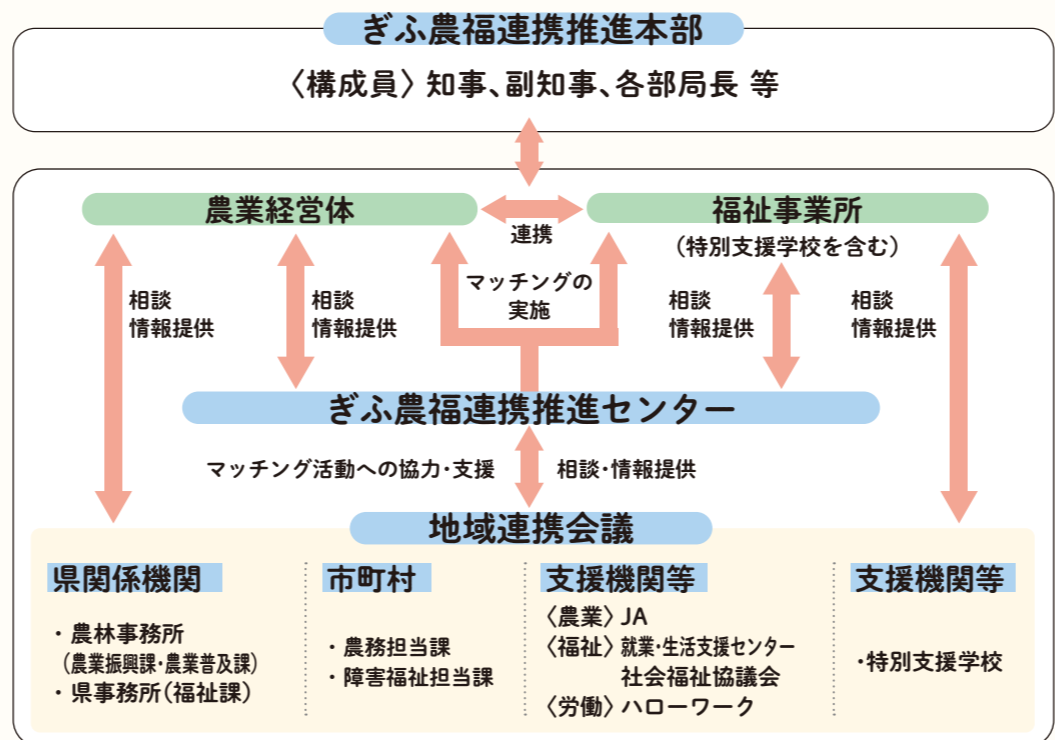 ぎふ農福連携推進本部
〈構成員〉知事、副知事、各部局長 等
農業経営体
福祉事業所
連携
(特別支援学校を含む)
マッチングの
実施
相談
情報提供
相談
情報提供
相談
情報提供
相談
情報提供
ぎふ農福連携推進センター
マッチング活動への協力・支援
相談・情報提供
地域連携会議
県関係機関
・農林事務所
(農業振興課・農業普及課)
・県事務所(福祉課)
市町村
・農務担当課
・障害福祉担当課
支援機関等
〈農業〉JA
〈福祉〉就業・生活支援センター
社会福祉協議会
〈労働〉ハローワーク
支援機関等
・特別支援学校